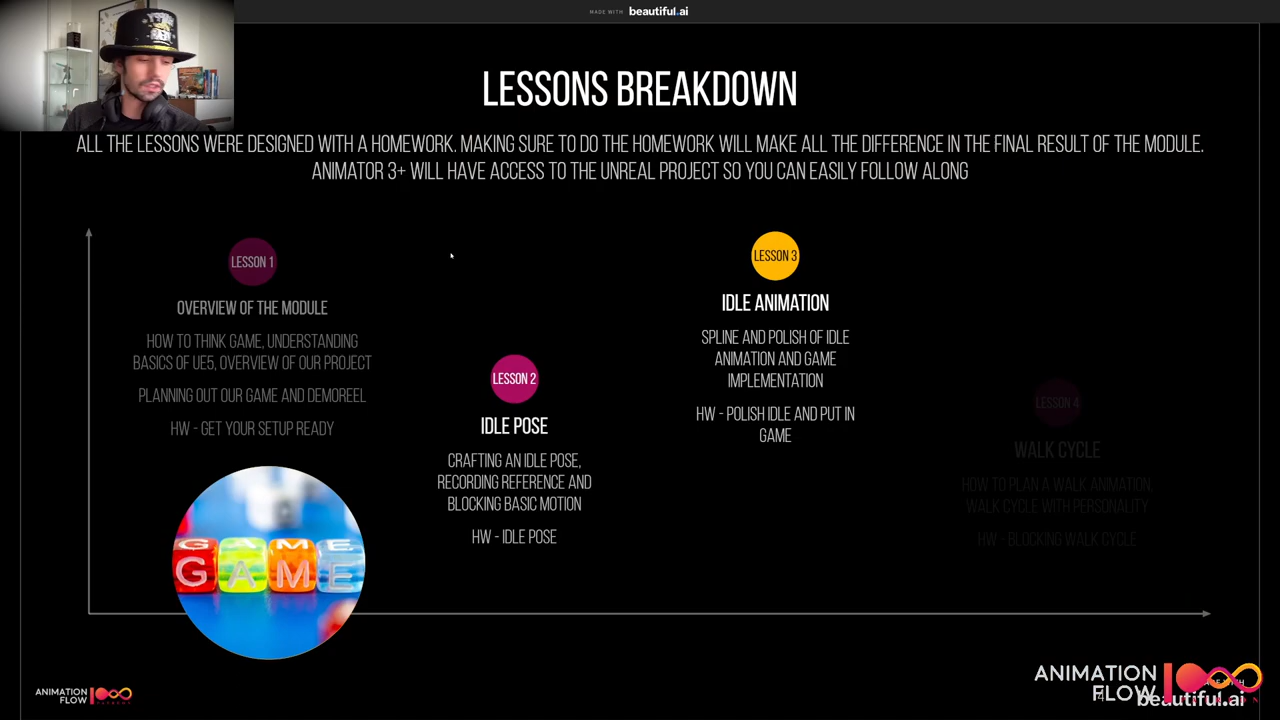 MADE WITH beautiful.ai
LESSONS BREAKDOWN
ALL THE LESSONS WERE DESIGNED WITH A HOMEWORK. MAKING SURE TO DO THE HOMEWORK WILL MAKE ALL THE DIFFERENCE IN THE FINAL RESULT OF THE MODULE.
ANIMATOR 3+ WILL HAVE ACCESS TO THE UNREAL PROJECT SO YOU CAN EASILY FOLLOW ALONG
LESSON 1
OVERVIEW OF THE MODULE
HOW TO THINK GAME, UNDERSTANDING
BASICS OF UE5, OVERVIEW OF OUR PROJECT
PLANNING OUT OUR GAME AND DEMOREEL
HW - GET YOUR SETUP READY
GAME
GAME
LESSON 2
IDLE POSE
CRAFTING AN IDLE POSE,
RECORDING REFERENCE AND
BLOCKING BASIC MOTION
HW - IDLE POSE
LESSON 3
IDLE ANIMATION
SPLINE AND POLISH OF IDLE
ANIMATION AND GAME
IMPLEMENTATION
HW - POLISH IDLE AND PUT IN
GAME
LESSON 4
WALK CYCLE
HOW TO PLAN A WALK ANIMATION,
WALK CYCLE WITH PERSONALITY
HW - BLOCKING WALK CYCLE
ANIMATION
FLOW
ANIMATION
FLOW
beautiful.ai